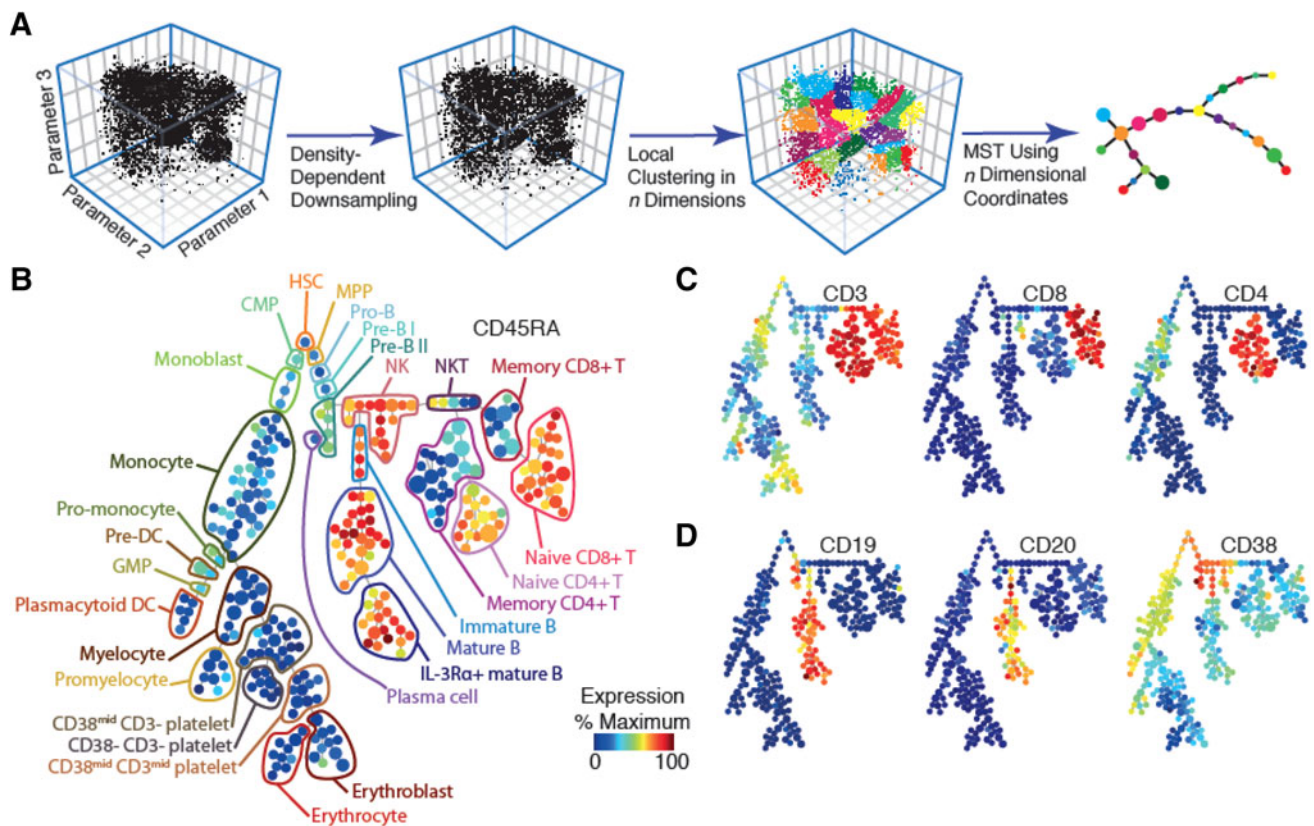 A
Parameter 3
Parameter 2
Parameter 1
Density-
Dependent
Downsampling
Local
Clustering in
n Dimensions
MST Using
n Dimensional
Coordinates
B
HSC
CMP
MPP
Pro-B
Pre-B I
Pre-B II
CD45RA
Monoblast
NK
NKT
Memory CD8+ T
Monocyte
Pro-monocyte
Pre-DC
GMP
Plasmacytoid DC
Myelocyte
Promyelocyte
CD38mid CD3- platelet
CD38- CD3- platelet
CD38mid CD3mid platelet
Naive CD8+ T
Naive CD4+ T
Memory CD4+ T
Immature B
Mature B
IL-3Rα+ mature B
Plasma cell
Erythroblast
Erythrocyte
Expression
% Maximum
0 100
C
CD3
CD8
CD4
D
CD19
CD20
CD38